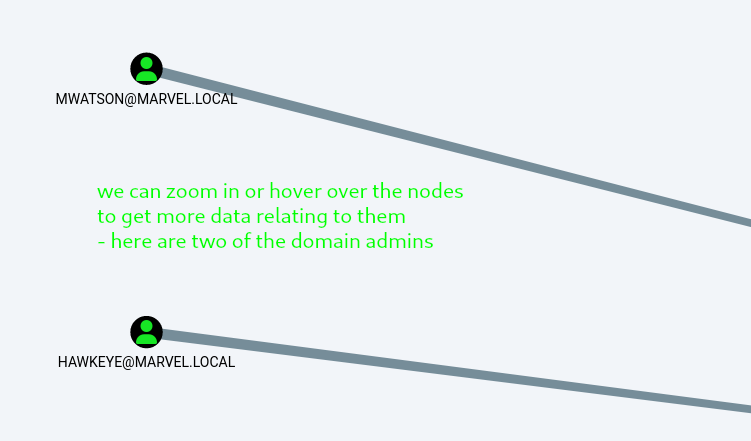 MWATSON@MARVEL.LOCAL
we can zoom in or hover over the nodes
to get more data relating to them
- here are two of the domain admins
HAWKEYE@MARVEL.LOCAL